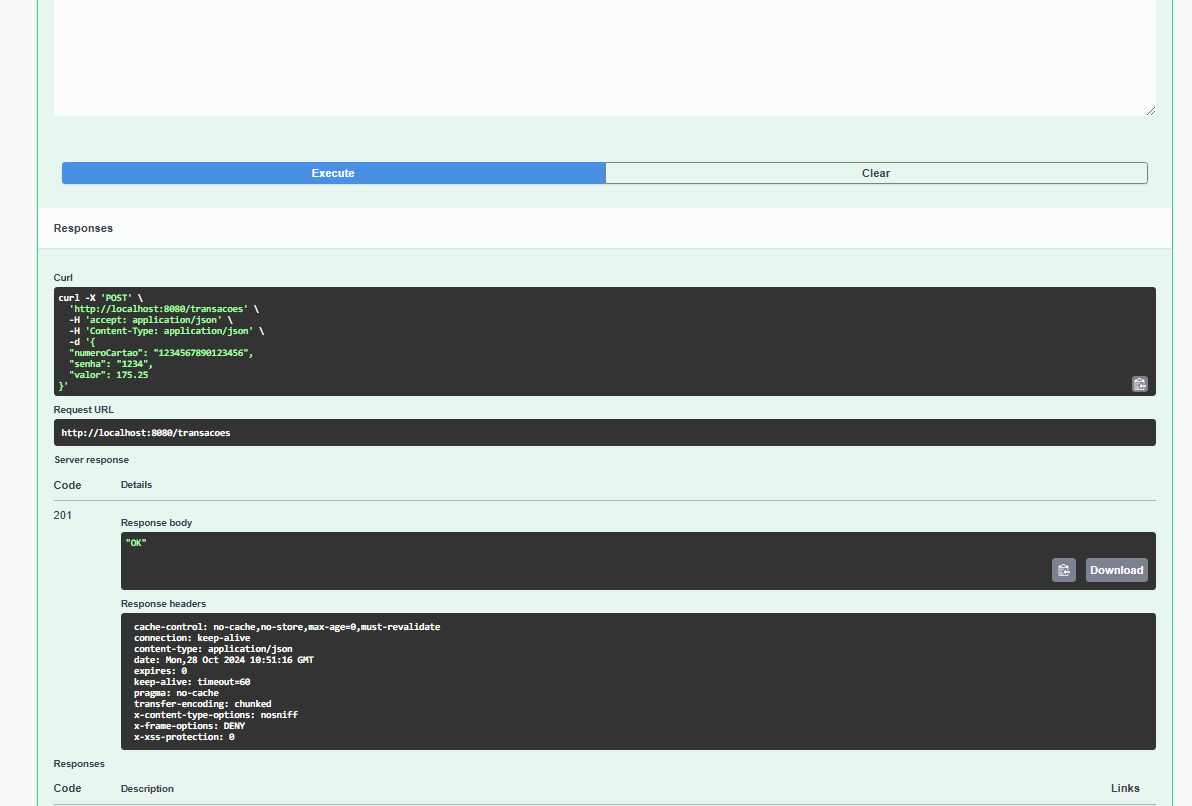 Execute
Clear
Responses
Curl
curl -X 'POST' \
'http://localhost:8080/transacoes' \
-H 'accept: application/json' \
-H 'Content-Type: application/json' \
-d '{
"numeroCartao": "1234567890123456",
"senha": "1234",
"valor": 175.25
}'
Request URL
http://localhost:8080/transacoes
Server response
Code Details
201
Response body
"OK"
Download
Response headers
cache-control: no-cache,no-store,max-age=0,must-revalidate
connection: keep-alive
content-type: application/json
date: Mon,28 Oct 2024 10:51:16 GMT
expires: 0
keep-alive: timeout=60
pragma: no-cache
transfer-encoding: chunked
x-content-type-options: nosniff
x-frame-options: DENY
x-xss-protection: 0
Responses
Code Description Links